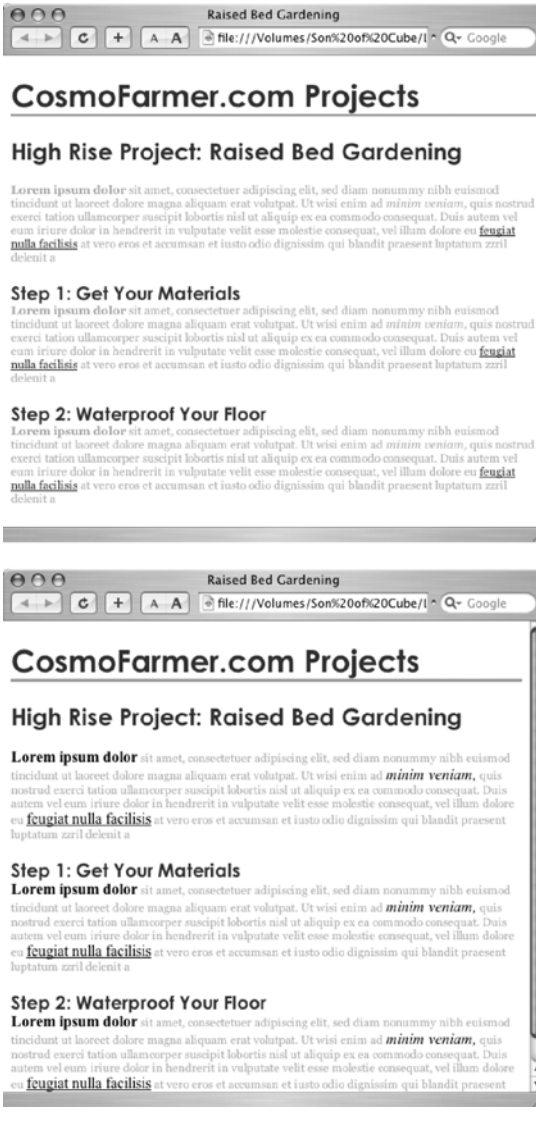 Raised Bed Gardening
A A file:///Volumes/Son%20of%20Cube/L Q Google
CosmoFarmer.com Projects
High Rise Project: Raised Bed Gardening
Lorem ipsum dolor sit amet, consectetuer adipiscing elit, sed diam nonummy nibh euismod
tincidunt ut laoreet dolore magna aliquam erat volutpat. Ut wisi enim ad minim veniam, quis nostrud
exerci tation ullamcorper suscipit lobortis nisl ut aliquip ex ea commodo consequat. Duis autem vel
eum iriure dolor in hendrerit in vulputate velit esse molestie consequat, vel illum dolore eu feugiat
nulla facilisis at vero eros et accumsan et iusto odio dignissim qui blandit praesent luptatum zzril
delenit a
Step 1: Get Your Materials
Lorem ipsum dolor sit amet, consectetuer adipiscing elit, sed diam nonummy nibh euismod
tincidunt ut laoreet dolore magna aliquam erat volutpat. Ut wisi enim ad minim veniam, quis nostrud
exerci tation ullamcorper suscipit lobortis nisl ut aliquip ex ea commodo consequat. Duis autem vel
eum iriure dolor in hendrerit in vulputate velit esse molestie consequat, vel illum dolore eu feugiat
nulla facilisis at vero eros et accumsan et iusto odio dignissim qui blandit praesent luptatum zzril
delenit a
Step 2: Waterproof Your Floor
Lorem ipsum dolor sit amet, consectetuer adipiscing elit, sed diam nonummy nibh euismod
tincidunt ut laoreet dolore magna aliquam erat volutpat. Ut wisi enim ad minim veniam, quis nostrud
exerci tation ullamcorper suscipit lobortis nisl ut aliquip ex ea commodo consequat. Duis autem vel
eum iriure dolor in hendrerit in vulputate velit esse molestie consequat, vel illum dolore eu feugiat
nulla facilisis at vero eros et accumsan et iusto odio dignissim qui blandit praesent luptatum zzril
delenit a
Raised Bed Gardening
A A file:///Volumes/Son%20of%20Cube/L Q Google
CosmoFarmer.com Projects
High Rise Project: Raised Bed Gardening
Lorem ipsum dolor sit amet, consectetuer adipiscing elit, sed diam nonummy nibh euismod
tincidunt ut laoreet dolore magna aliquam erat volutpat. Ut wisi enim ad minim veniam, quis
nostrud exerci tation ullamcorper suscipit lobortis nisl ut aliquip ex ea commodo consequat. Duis
autem vel eum iriure dolor in hendrerit in vulputate velit esse molestie consequat, vel illum dolore
eu feugiat nulla facilisis at vero eros et accumsan et iusto odio dignissim qui blandit praesent
luptatum zzril delenit a
Step 1: Get Your Materials
Lorem ipsum dolor sit amet, consectetuer adipiscing elit, sed diam nonummy nibh euismod
tincidunt ut laoreet dolore magna aliquam erat volutpat. Ut wisi enim ad minim veniam, quis
nostrud exerci tation ullamcorper suscipit lobortis nisl ut aliquip ex ea commodo consequat. Duis
autem vel eum iriure dolor in hendrerit in vulputate velit esse molestie consequat, vel illum dolore
eu feugiat nulla facilisis at vero eros et accumsan et iusto odio dignissim qui blandit praesent
luptatum zzril delenit a
Step 2: Waterproof Your Floor
Lorem ipsum dolor sit amet, consectetuer adipiscing elit, sed diam nonummy nibh euismod
tincidunt ut laoreet dolore magna aliquam erat volutpat. Ut wisi enim ad minim veniam, quis
nostrud exerci tation ullamcorper suscipit lobortis nisl ut aliquip ex ea commodo consequat. Duis
autem vel eum iriure dolor in hendrerit in vulputate velit esse molestie consequat, vel illum dolore
eu feugiat nulla facilisis at vero eros et accumsan et iusto odio dignissim qui blandit praesent